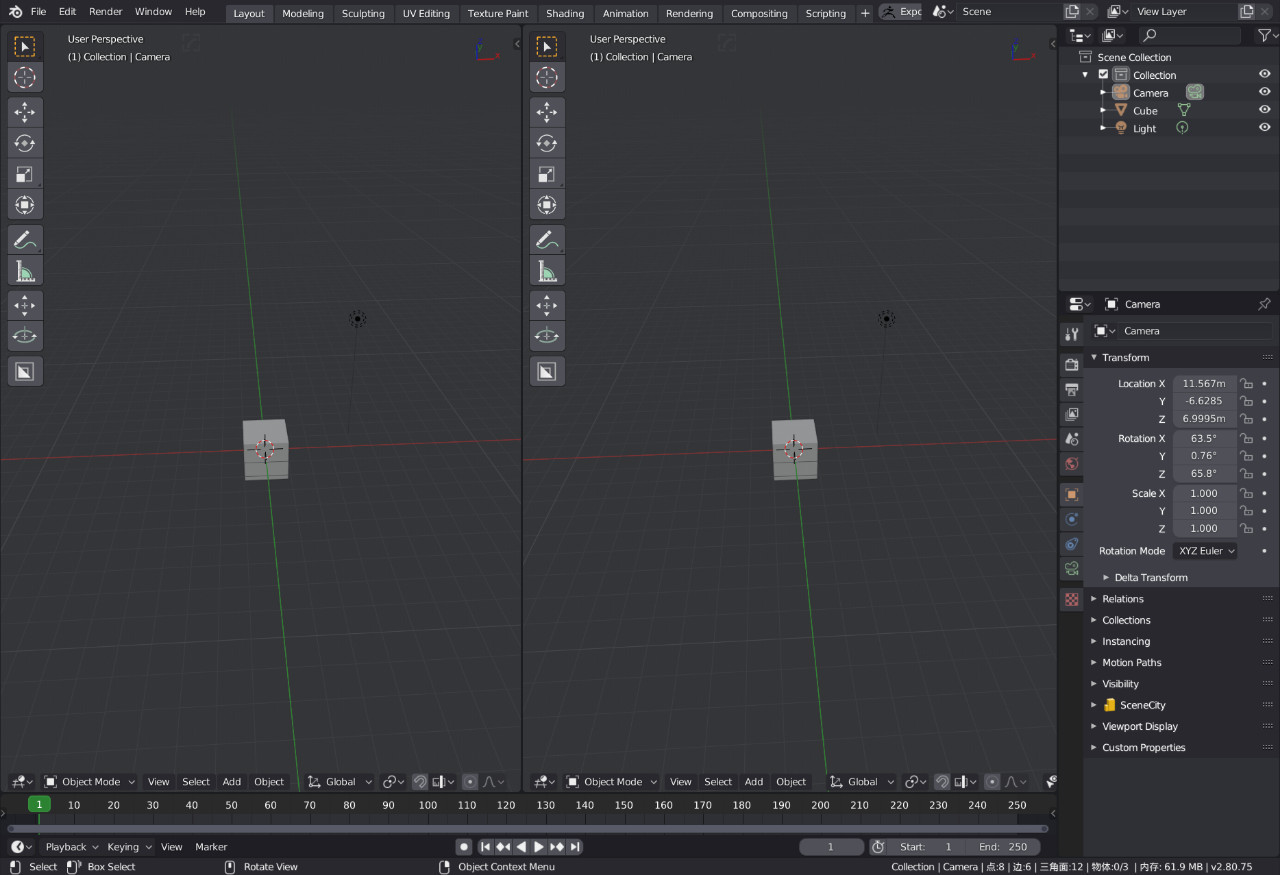 File Edit Render Window Help Layout Modeling Sculpting UV Editing Texture Paint Shading Animation Rendering Compositing Scripting + Expo Scene View Layer
User Perspective
(1) Collection | Camera
User Perspective
(1) Collection | Camera
Scene Collection
Collection
Camera
Cube
Light
Camera
Camera
Transform
Location X 11.567m
Y -6.6285
Z 6.9995m
Rotation X 63.5°
Y 0.76°
Z 65.8°
Scale X 1.000
Y 1.000
Z 1.000
Rotation Mode XYZ Euler
Delta Transform
Relations
Collections
Instancing
Motion Paths
Visibility
SceneCity
Viewport Display
Custom Properties
Object Mode View Select Add Object Global
Object Mode View Select Add Object Global
1 10 20 30 40 50 60 70 80 90 100 110 120 130 140 150 160 170 180 190 200 210 220 230 240 250
Playback Keying View Marker 1 Start: 1 End: 250
Select Box Select Rotate View Object Context Menu Collection | Camera | 点:8 | 边:6 | 三角面:12 | 物体:0/3 | 内存: 61.9 MB | v2.80.75